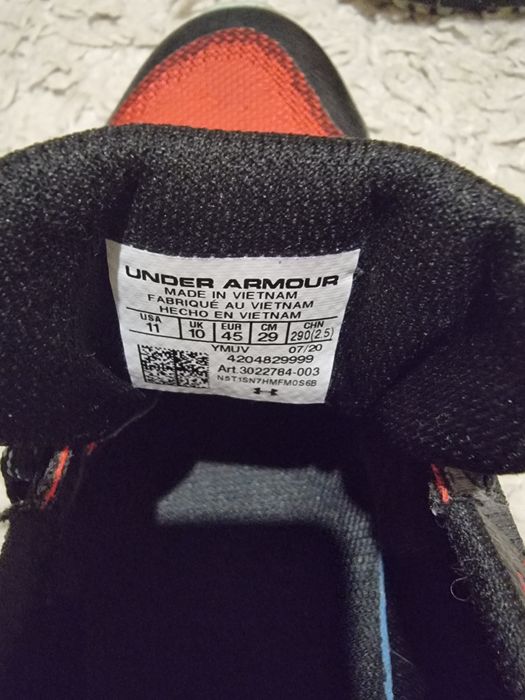 UNDER ARMOUR
MADE IN VIETNAM
FABRIQUÉ AU VIETNAM
HECHO EN VIETNAM
USA UK EUR CM CHN
11 10 45 29 290(2.5)
YMUV 07/20
4204829999
Art.3022784-003
NST1SN7HMFM0S6B